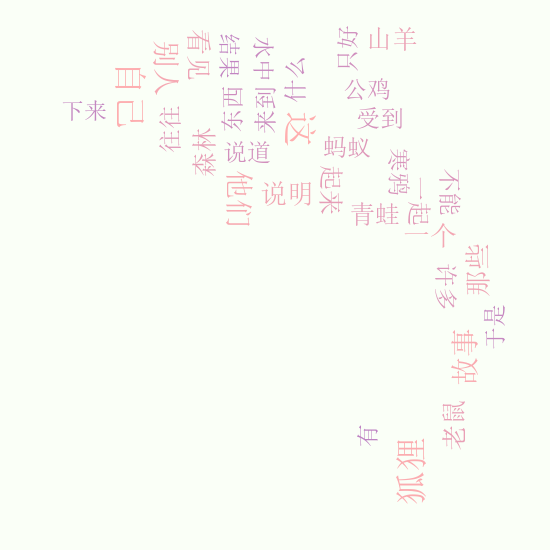 只好
山羊
看见
别人
结果
水中
什么
公鸡
自己
下来
往往
东西
来到
这
受到
森林
说道
蚂蚁
寒鸦
他们
说明
起来
一起
不能
青蛙
一个
那些
许多
于是
故事
老鼠
有
狐狸